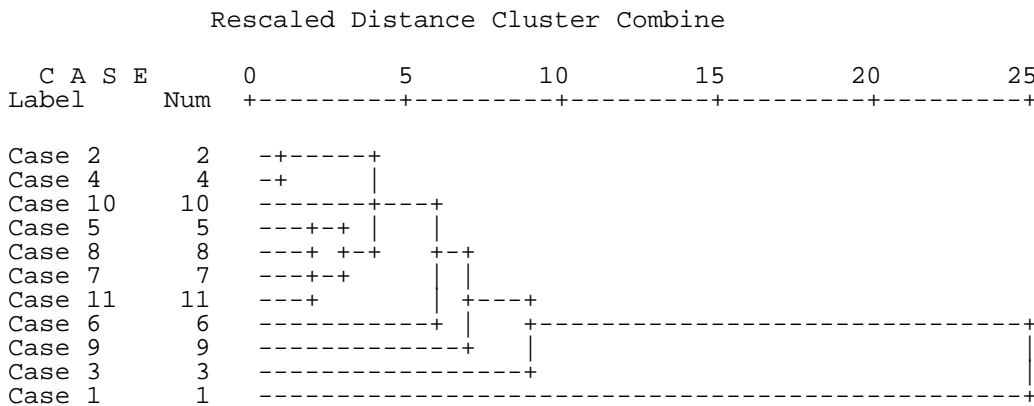 Rescaled Distance Cluster Combine
C A S E 0 5 10 15 20 25
Label Num +---------+---------+---------+---------+---------+
Case 2 2 -+-----+
Case 4 4 -+ |
Case 10 10 -------+---+
Case 5 5 ---+-+ | |
Case 8 8 ---+ +-+ +-+
Case 7 7 ---+-+ | |
Case 11 11 ---+ | +---+
Case 6 6 -----------+ | +-------------------------------+
Case 9 9 -------------+ | |
Case 3 3 -----------------+ |
Case 1 1 -------------------------------------------------+